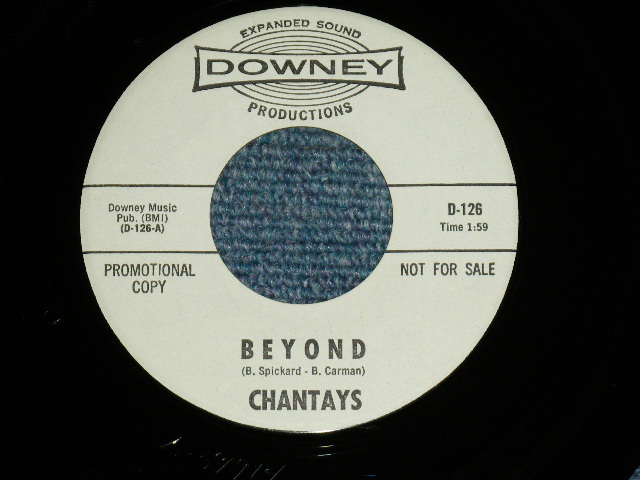 EXPANDED SOUND
DOWNEY
PRODUCTIONS
Downey Music
Pub. (BMI)
(D-126-A)
D-126
Time 1:59
PROMOTIONAL
COPY
NOT FOR SALE
BEYOND
(B. Spickard - B. Carman)
CHANTAYS